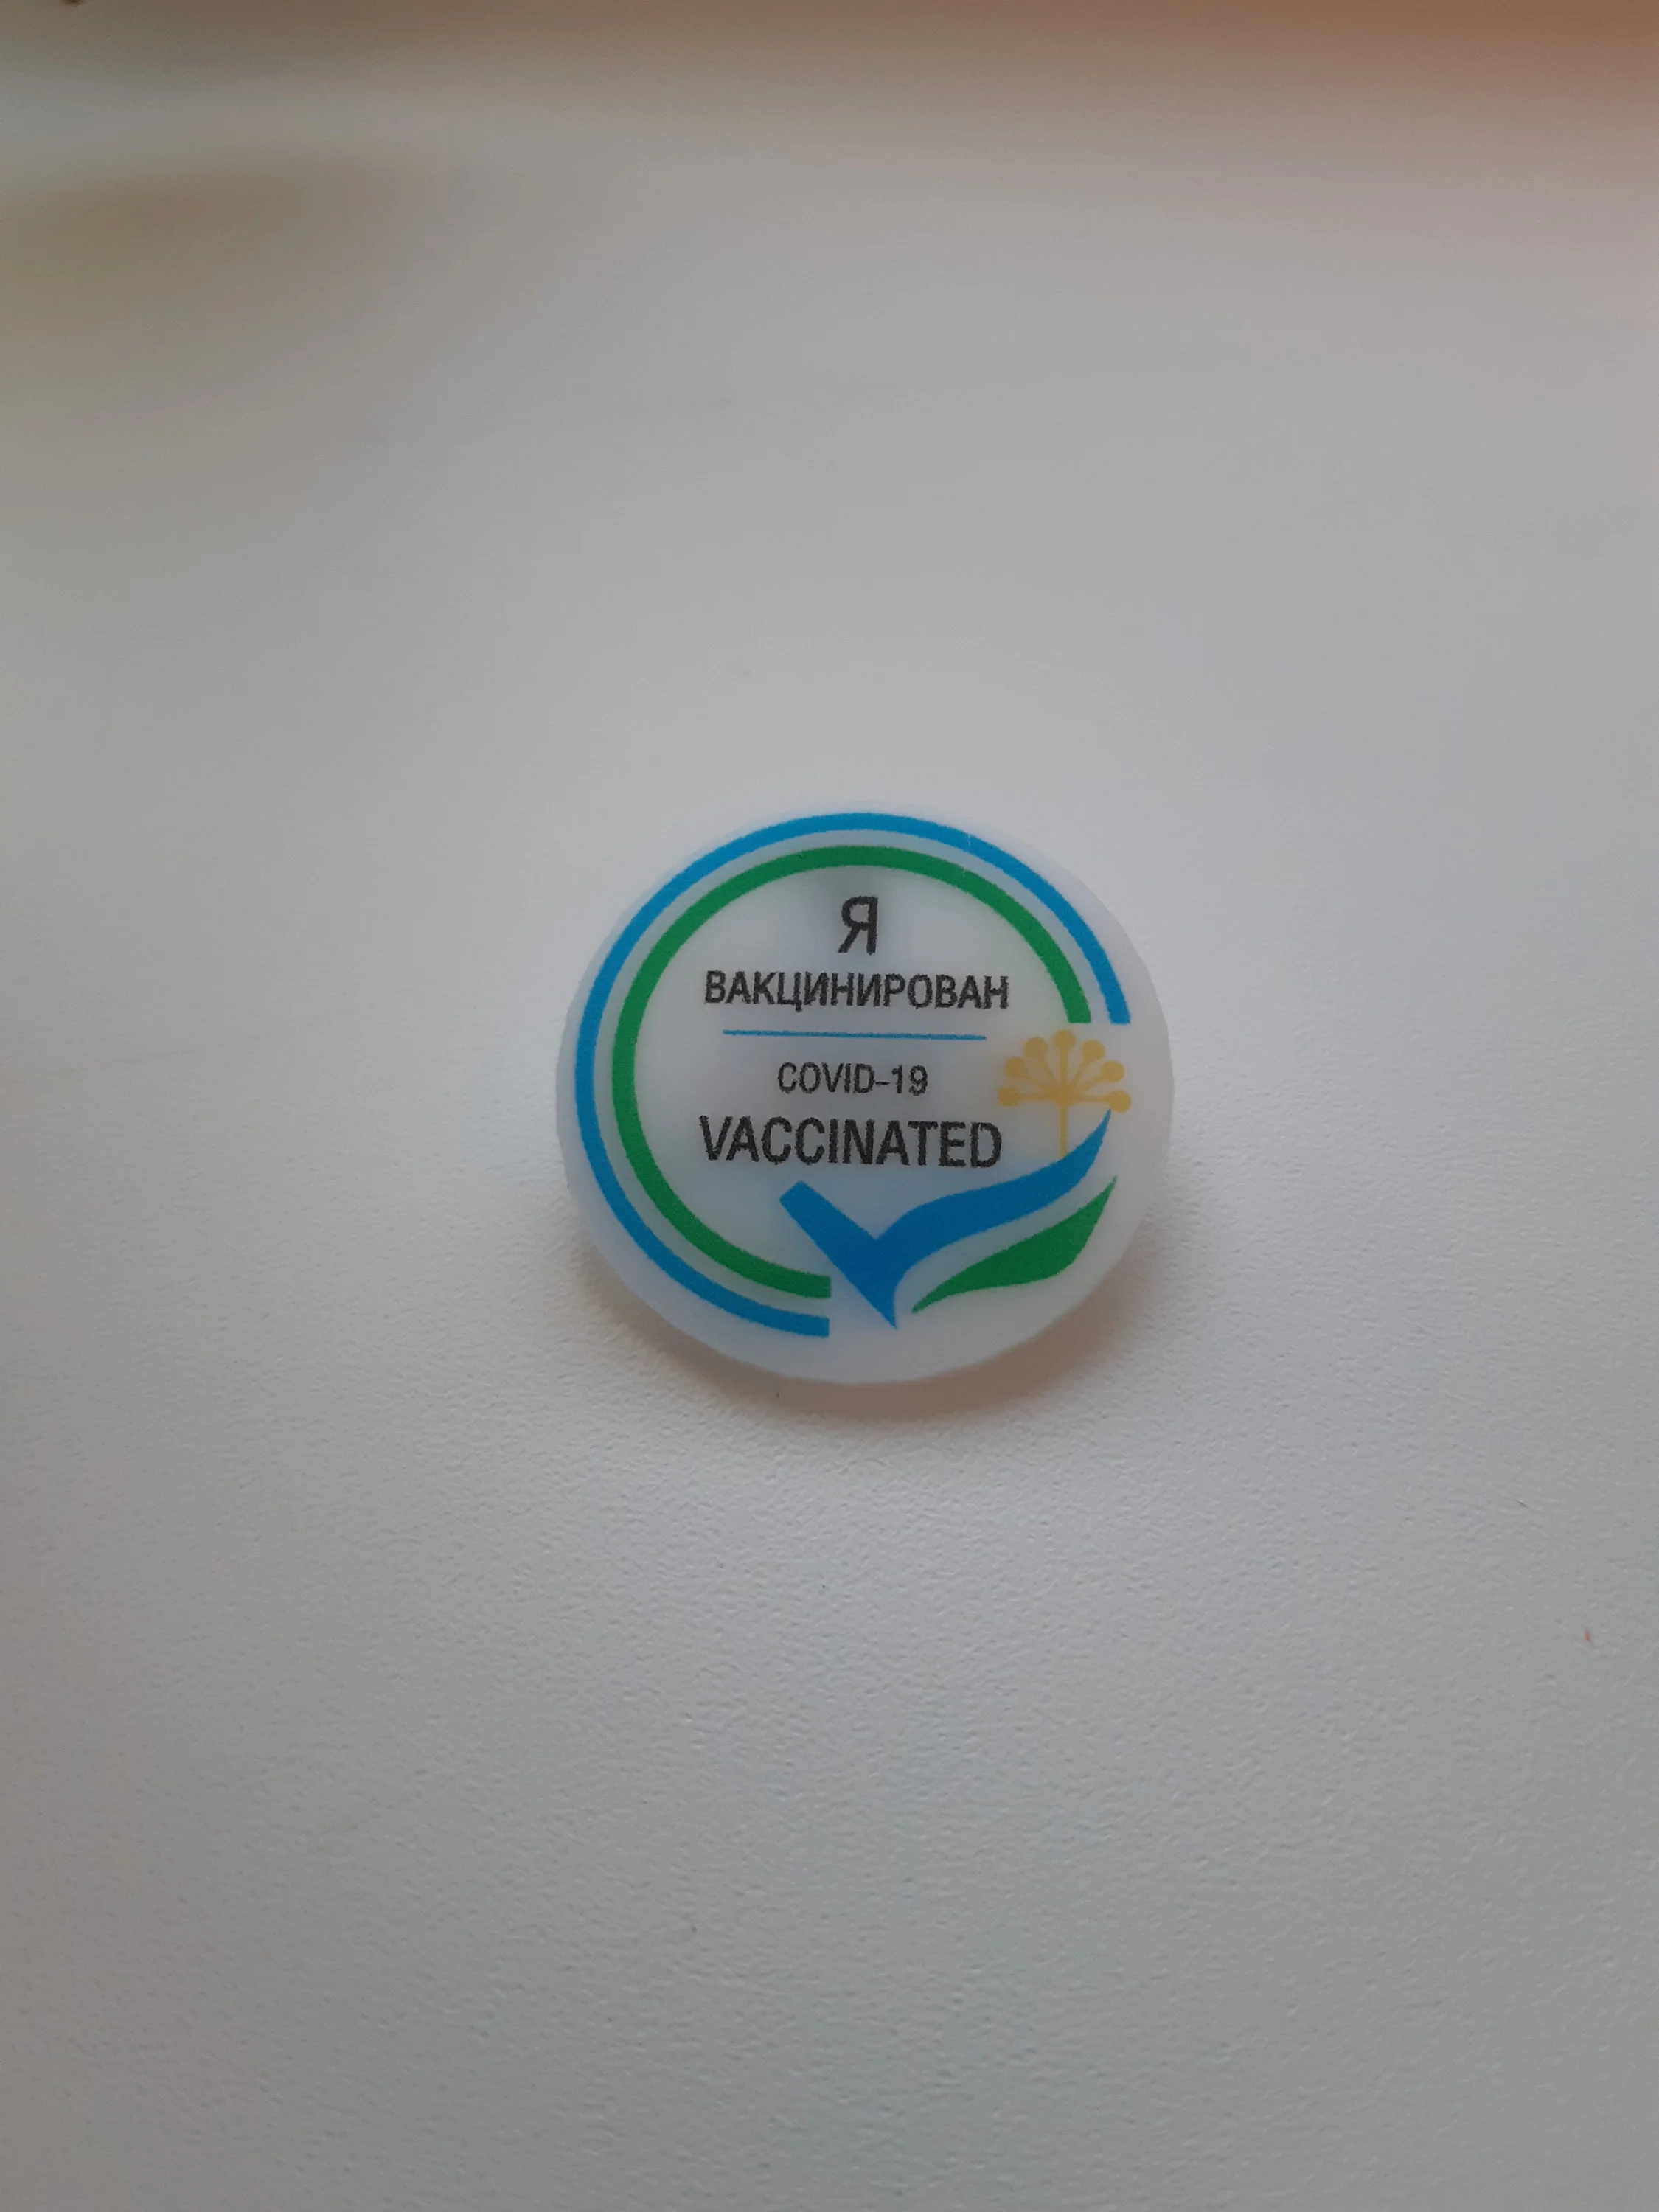 Я
ВАКЦИНИРОВАН
COVID-19
VACCINATED